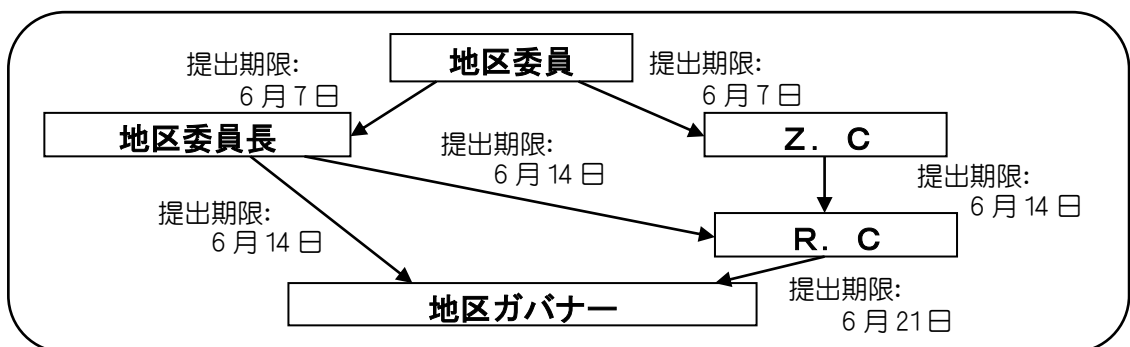 地区委員
提出期限:
6月7日
提出期限:
6月7日
地区委員長
Z. C
提出期限:
6月14日
提出期限:
6月14日
提出期限:
6月14日
R. C
地区ガバナー
提出期限:
6月21日